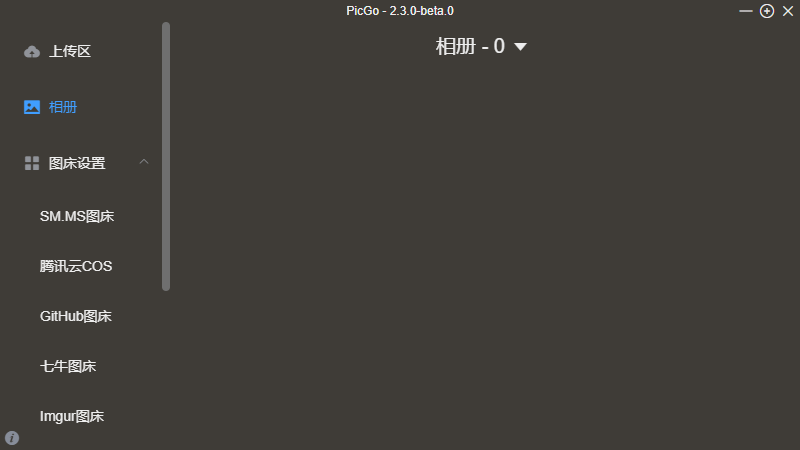 PicGo - 2.3.0-beta.0
上传区
相册
图床设置
SM.MS图床
腾讯云COS
GitHub图床
七牛图床
Imgur图床
相册 - 0